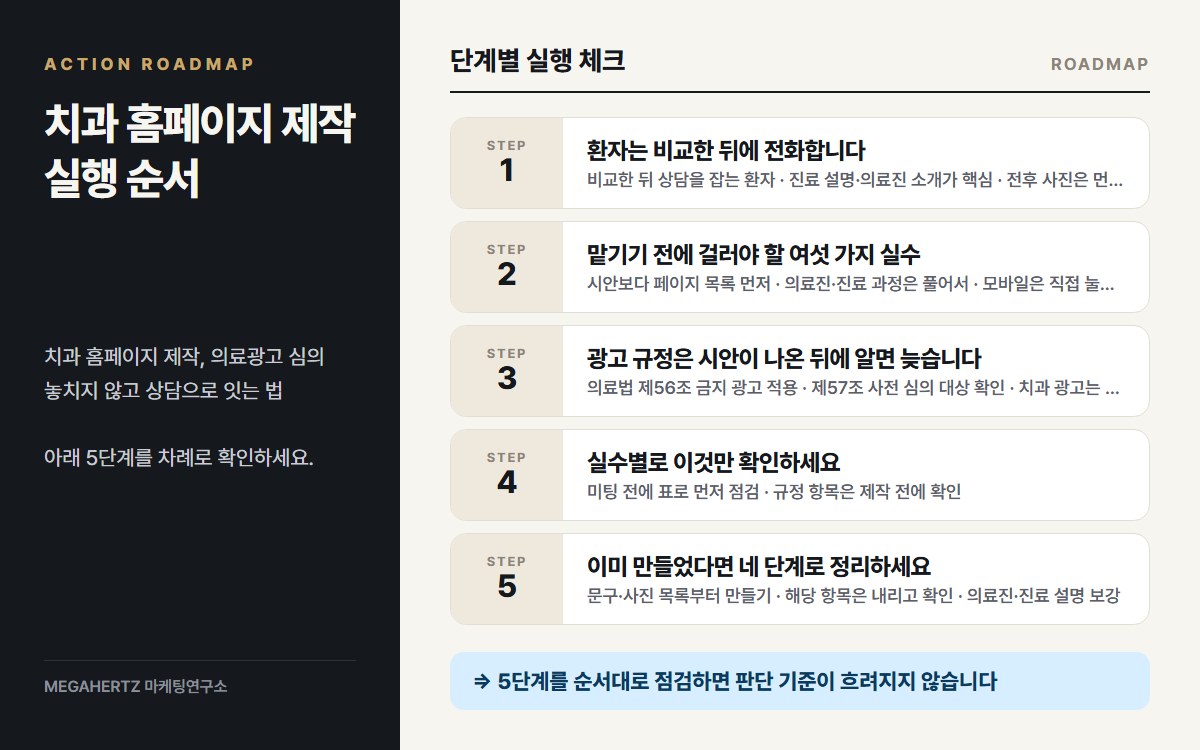 ACTION ROADMAP
치과 홈페이지 제작
실행 순서
치과 홈페이지 제작, 의료광고 심의
놓치지 않고 상담으로 잇는 법
아래 5단계를 차례로 확인하세요.
MEGAHERTZ 마케팅연구소
단계별 실행 체크
ROADMAP
STEP
1
환자는 비교한 뒤에 전화합니다
비교한 뒤 상담을 잡는 환자 · 진료 설명·의료진 소개가 핵심 · 전후 사진은 먼...
STEP
2
맡기기 전에 걸러야 할 여섯 가지 실수
시안보다 페이지 목록 먼저 · 의료진·진료 과정은 풀어서 · 모바일은 직접 눌...
STEP
3
광고 규정은 시안이 나온 뒤에 알면 늦습니다
의료법 제56조 금지 광고 적용 · 제57조 사전 심의 대상 확인 · 치과 광고는 ...
STEP
4
실수별로 이것만 확인하세요
미팅 전에 표로 먼저 점검 · 규정 항목은 제작 전에 확인
STEP
5
이미 만들었다면 네 단계로 정리하세요
문구·사진 목록부터 만들기 · 해당 항목은 내리고 확인 · 의료진·진료 설명 보강
⇒ 5단계를 순서대로 점검하면 판단 기준이 흐려지지 않습니다